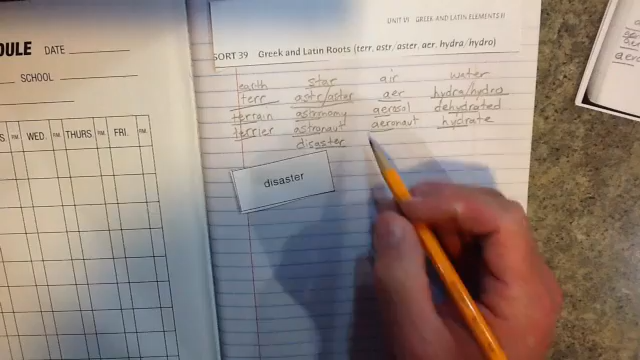 DULE DATE
SCHOOL
S. P.M. WED. P.M. THURS P.M. FRI. P.M.
UNIT VI GREEK AND LATIN ELEMENTS II
SORT 39 Greek and Latin Roots (terr, astr/aster, aer, hydra/hydro)
earth star air water
terr astr/aster aer hydra/hydro
terrain astronomy aerosol dehydrated
terrier astronaut aeronaut hydrate
disaster
disaster